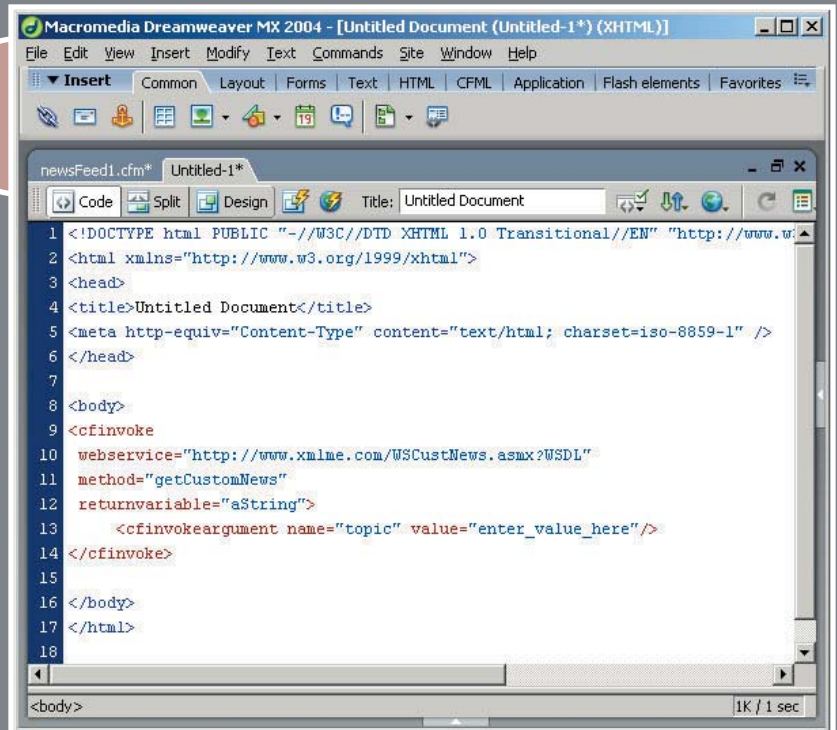 Macromedia Dreamweaver MX 2004 - [Untitled Document (Untitled-1*) (XHTML)]
File Edit View Insert Modify Text Commands Site Window Help
▼ Insert Common Layout | Forms | Text | HTML | CFML | Application | Flash elements | Favorites
19
newsFeed1.cfm* Untitled-1*
Code Split Design Title: Untitled Document
1 <!DOCTYPE html PUBLIC "-//W3C//DTD XHTML 1.0 Transitional//EN" "http://www.w
2 <html xmlns="http://www.w3.org/1999/xhtml">
3 <head>
4 <title>Untitled Document</title>
5 <meta http-equiv="Content-Type" content="text/html; charset=iso-8859-1" />
6 </head>
7
8 <body>
9 <cfinvoke
10 webservice="http://www.xmlme.com/WSCustNews.asmx?WSDL"
11 method="getCustomNews"
12 returnvariable="aString">
13 <cfinvokeargument name="topic" value="enter_value_here"/>
14 </cfinvoke>
15
16 </body>
17 </html>
18
<body> 1K / 1 sec